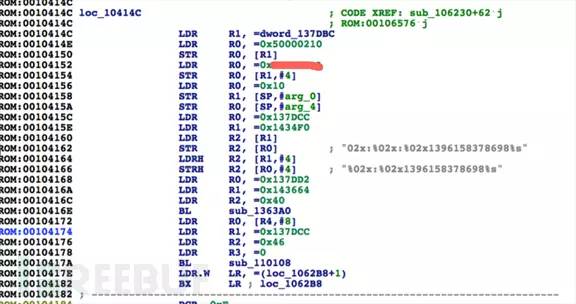 ROM:0010414C
ROM:0010414C loc_10414C ; CODE XREF: sub_106230+62↓j
ROM:0010414C ; ROM:00106576↓j
ROM:0010414C LDR R1, =dword_137DBC
ROM:0010414E LDR R0, =0x50000210
ROM:00104150 STR R0, [R1]
ROM:00104152 LDR R0, =0x
ROM:00104154 STR R0, [R1,#4]
ROM:00104156 LDR R0, =0x10
ROM:00104158 STR R1, [SP,#arg_0]
ROM:0010415A STR R0, [SP,#arg_4]
ROM:0010415C LDR R0, =0x137DCC
ROM:0010415E LDR R1, =0x1434F0
ROM:00104160 LDR R2, [R1]
ROM:00104162 STR R2, [R0] ; "02x:%02x:%02x1396158378698%s"
ROM:00104164 LDRH R2, [R1,#4]
ROM:00104166 STRH R2, [R0,#4] ; "%02x:%02x1396158378698%s"
ROM:00104168 LDR R0, =0x137DD2
ROM:0010416A LDR R1, =0x143664
ROM:0010416C LDR R2, =0x40
ROM:0010416E BL sub_1363A0
ROM:00104172 LDR R0, [R4,#8]
ROM:00104174 LDR R1, =0x137DCC
ROM:00104176 LDR R2, =0x46
ROM:00104178 LDR R3, =0
ROM:0010417A BL sub_110108
ROM:0010417E LDR.W LR, =(loc_1062B8+1)
ROM:00104182 BX LR ; loc_1062B8
ROM:00104182 ; ---------------------------------------------------------------------------
REEBUF